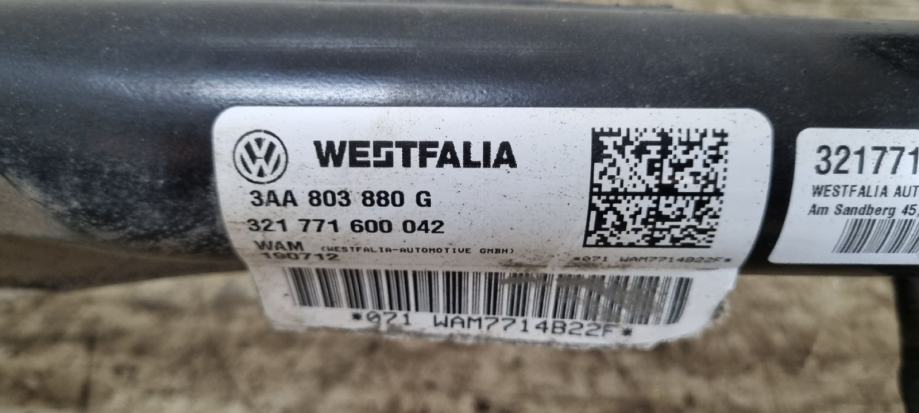 WESTFALIA
3AA 803 880 G
321 771 600 042
WAM (WESTFALIA-AUTOMOTIVE GMBH)
190712
*071 WAM7714B22F*
*071 WAM7714B22F*
321771
WESTFALIA AUT
Am Sandberg 45